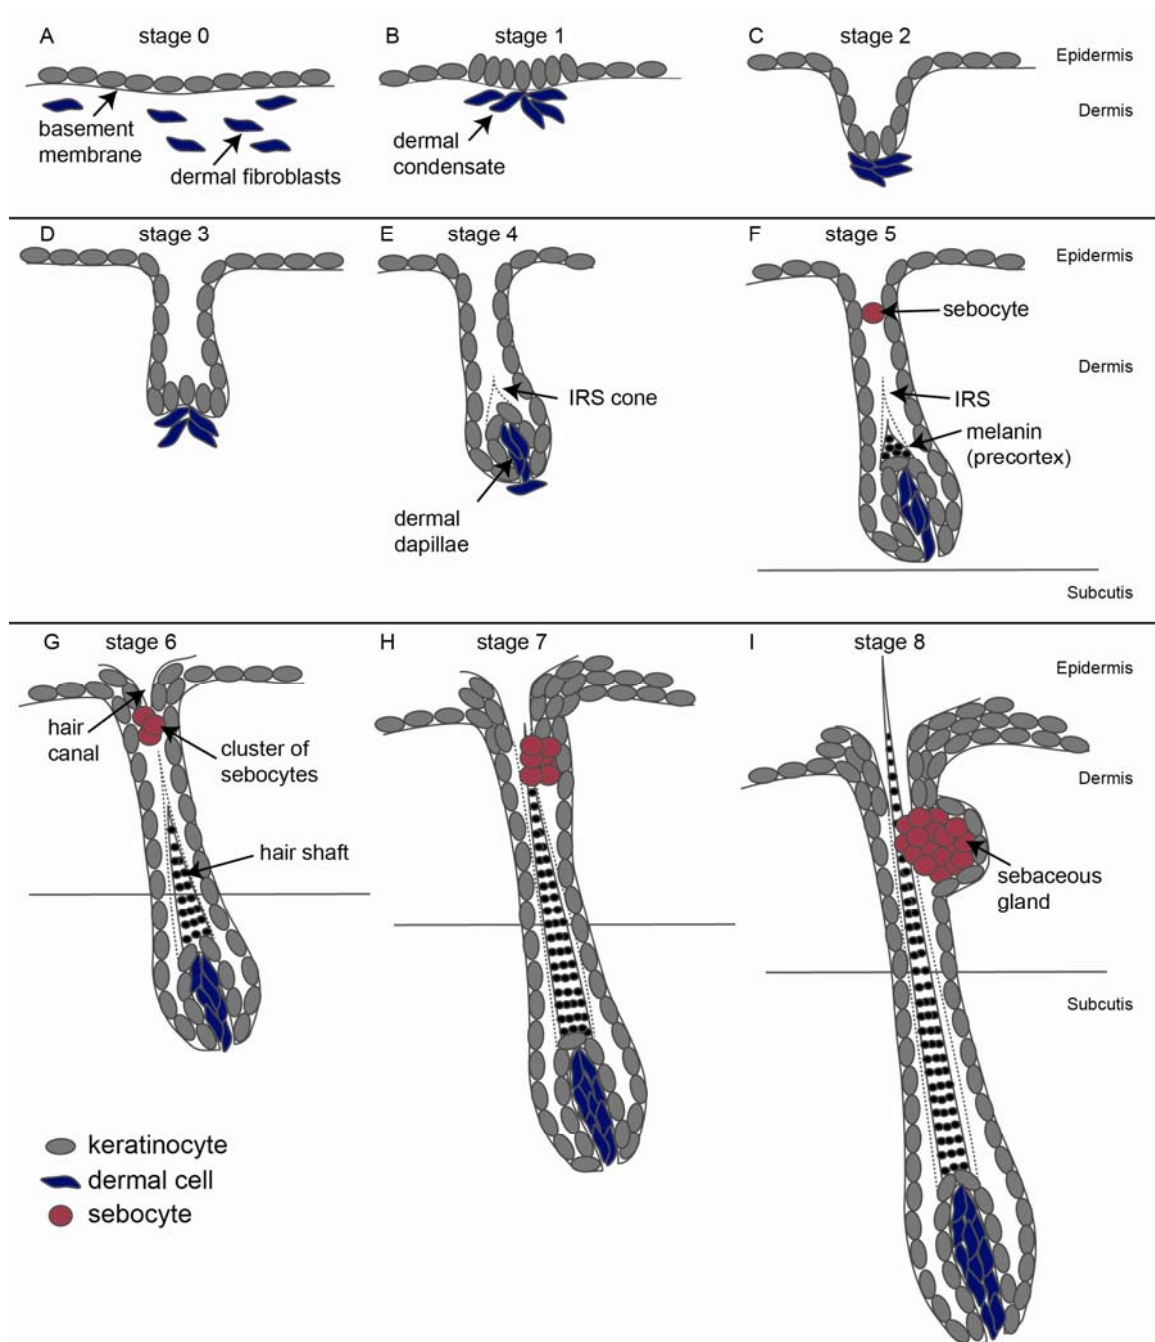 A
stage 0
B
stage 1
C
stage 2
Epidermis
Dermis
basement
membrane
dermal fibroblasts
dermal
condensate
D
stage 3
E
stage 4
F
stage 5
Epidermis
sebocyte
Dermis
IRS cone
IRS
melanin
(precortex)
dermal
dapillae
Subcutis
G
stage 6
H
stage 7
I
stage 8
Epidermis
hair
canal
cluster of
sebocytes
Dermis
hair shaft
sebaceous
gland
Subcutis
keratinocyte
dermal cell
sebocyte